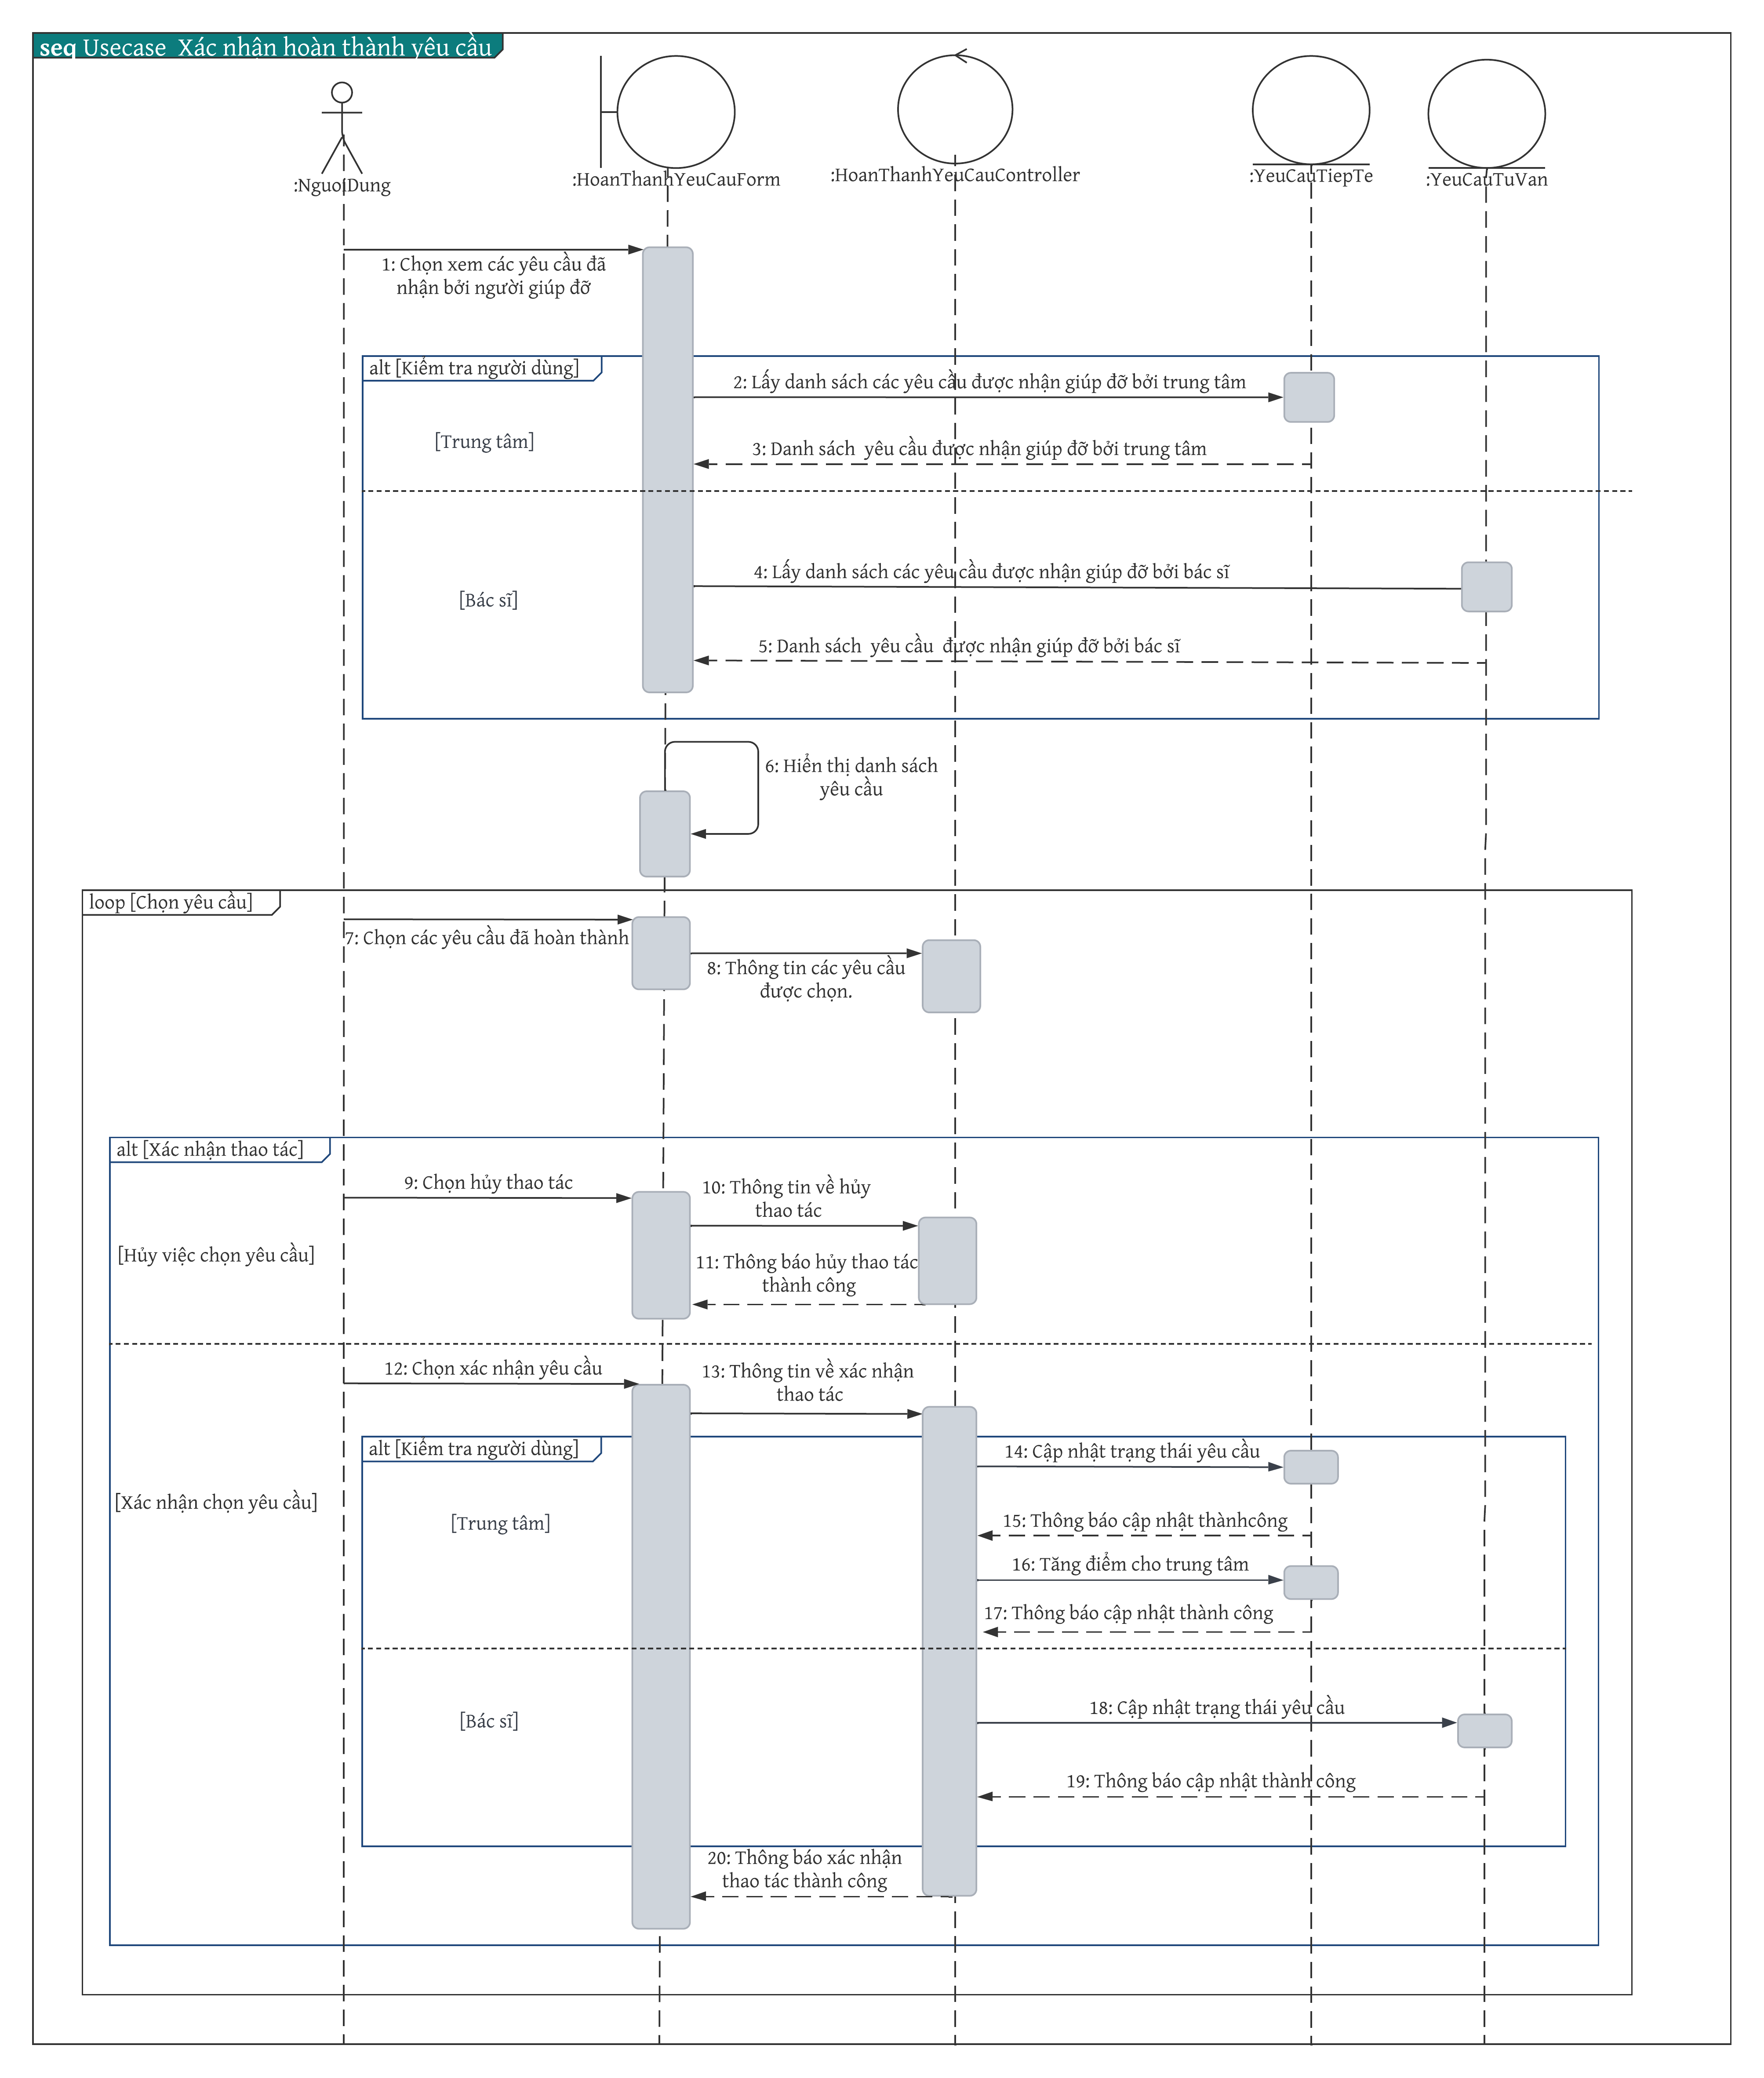 seq Usecase  Xác nhận hoàn thành yêu cầu
:NguoiDung
:HoanThanhYeuCauForm
:HoanThanhYeuCauController
:YeuCauTiepTe
:YeuCauTuVan
1: Chọn xem các yêu cầu đã
nhận bởi người giúp đỡ
alt [Kiểm tra người dùng]
2: Lấy danh sách các yêu cầu được nhận giúp đỡ bởi trung tâm
[Trung tâm]
3: Danh sách  yêu cầu được nhận giúp đỡ bởi trung tâm
4: Lấy danh sách các yêu cầu được nhận giúp đỡ bởi bác sĩ
[Bác sĩ]
5: Danh sách  yêu cầu  được nhận giúp đỡ bởi bác sĩ
6: Hiển thị danh sách
yêu cầu
loop [Chọn yêu cầu]
7: Chọn các yêu cầu đã hoàn thành
8: Thông tin các yêu cầu
được chọn.
alt [Xác nhận thao tác]
9: Chọn hủy thao tác
10: Thông tin về hủy
thao tác
[Hủy việc chọn yêu cầu]
11: Thông báo hủy thao tác
thành công
12: Chọn xác nhận yêu cầu
13: Thông tin về xác nhận
thao tác
alt [Kiểm tra người dùng]
14: Cập nhật trạng thái yêu cầu
[Xác nhận chọn yêu cầu]
[Trung tâm]
15: Thông báo cập nhật thànhcông
16: Tăng điểm cho trung tâm
17: Thông báo cập nhật thành công
18: Cập nhật trạng thái yêu cầu
[Bác sĩ]
19: Thông báo cập nhật thành công
20: Thông báo xác nhận
thao tác thành công